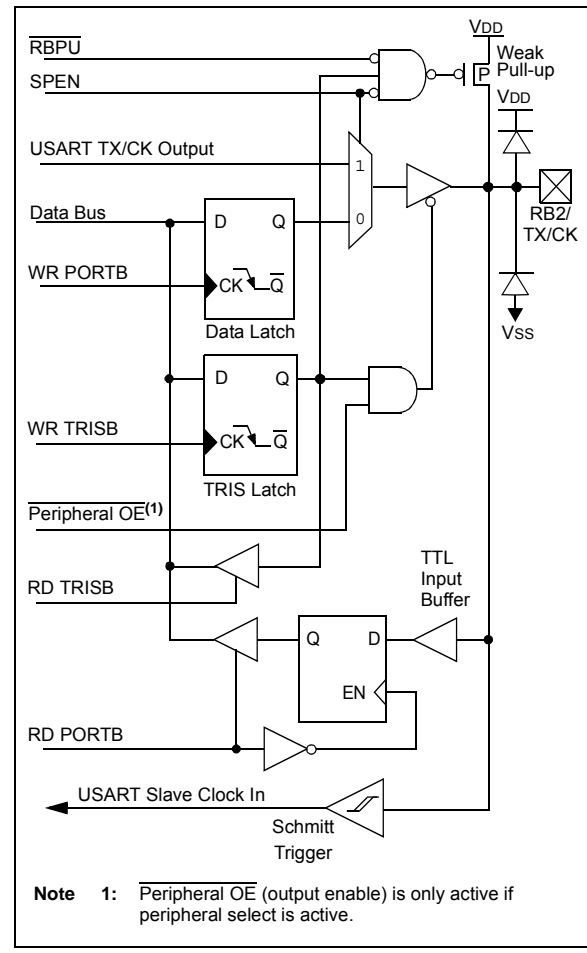 VDD
RBPU
Weak
P
Pull-up
SPEN
VDD
USART TX/CK Output
1
Data Bus
D
Q
0
RB2/
TX/CK
WR PORTB
CK
Q
VSS
Data Latch
D
Q
WR TRISB
CK
Q
TRIS Latch
Peripheral OE(1)
TTL
Input
Buffer
RD TRISB
Q
D
EN
RD PORTB
USART Slave Clock In
Schmitt
Trigger
Note 1: Peripheral OE (output enable) is only active if
peripheral select is active.